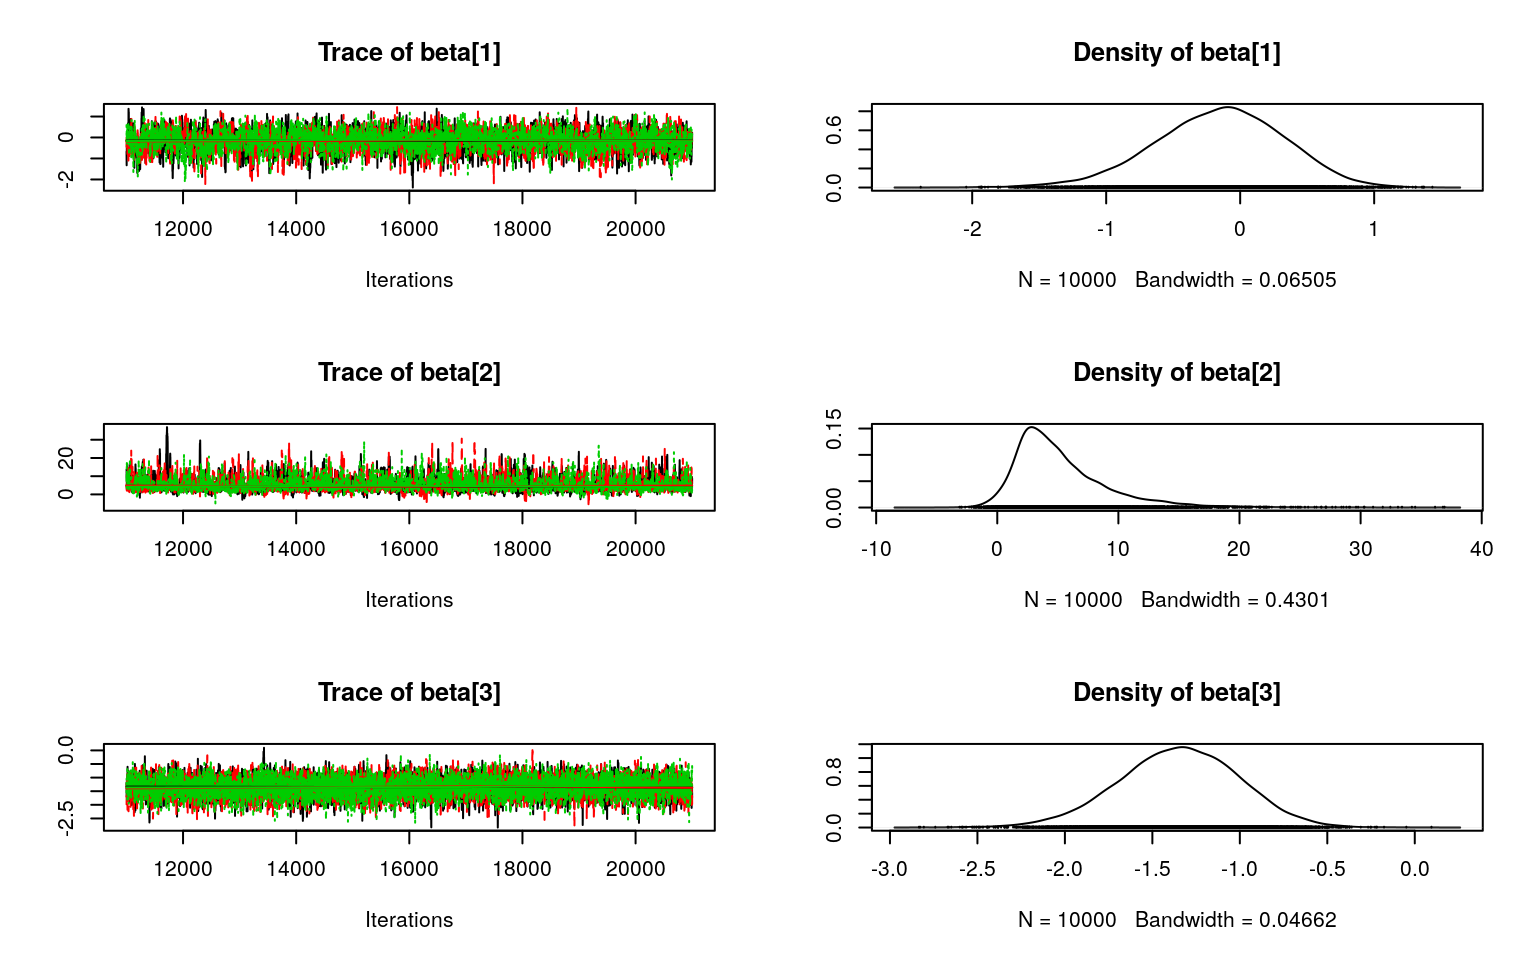 Trace of beta[1]
0
-2
12000 14000 16000 18000 20000
Iterations
Density of beta[1]
0.6
0.0
-2 -1 0 1
N = 10000 Bandwidth = 0.06505
Trace of beta[2]
20
0
12000 14000 16000 18000 20000
Iterations
Density of beta[2]
0.15
0.00
-10 0 10 20 30 40
N = 10000 Bandwidth = 0.4301
Trace of beta[3]
0.0
-2.5
12000 14000 16000 18000 20000
Iterations
Density of beta[3]
0.8
0.0
-3.0 -2.5 -2.0 -1.5 -1.0 -0.5 0.0
N = 10000 Bandwidth = 0.04662